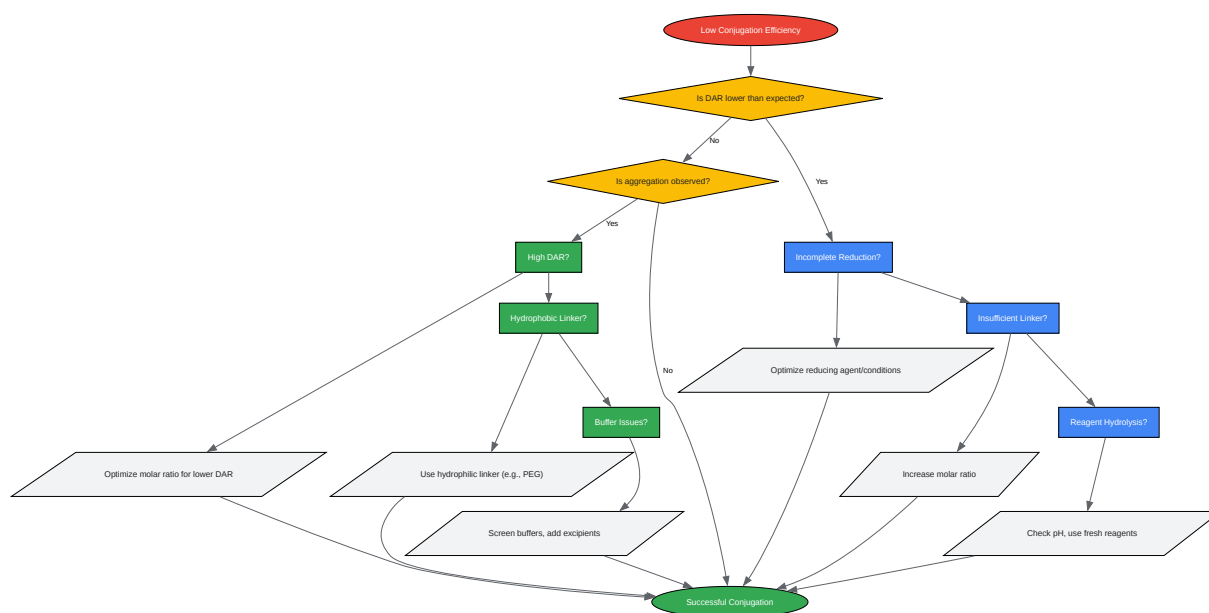 Low Conjugation Efficiency
Is DAR lower than expected?
No
Is aggregation observed?
Yes
Yes
High DAR?
Incomplete Reduction?
Hydrophobic Linker?
Insufficient Linker?
No
Optimize reducing agent/conditions
Buffer Issues?
Reagent Hydrolysis?
Optimize molar ratio for lower DAR
Use hydrophilic linker (e.g., PEG)
Increase molar ratio
Screen buffers, add excipients
Check pH, use fresh reagents
Successful Conjugation